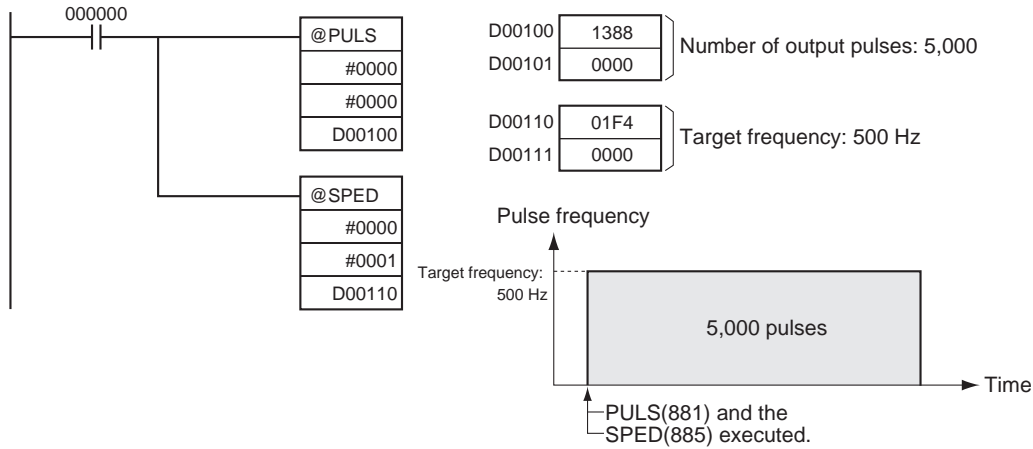 000000
@PULS
#0000
#0000
D00100
@SPED
#0000
#0001
D00110
D00100 1388
D00101 0000
Number of output pulses: 5,000
D00110 01F4
D00111 0000
Target frequency: 500 Hz
Pulse frequency
Target frequency:
500 Hz
5,000 pulses
Time
PULS(881) and the
SPED(885) executed.